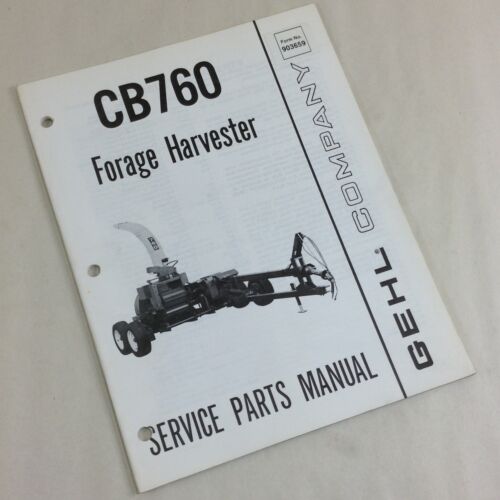 CB760
Forage Harvester
Form No.
903659
GEHL® COMPANY
SERVICE PARTS MANUAL